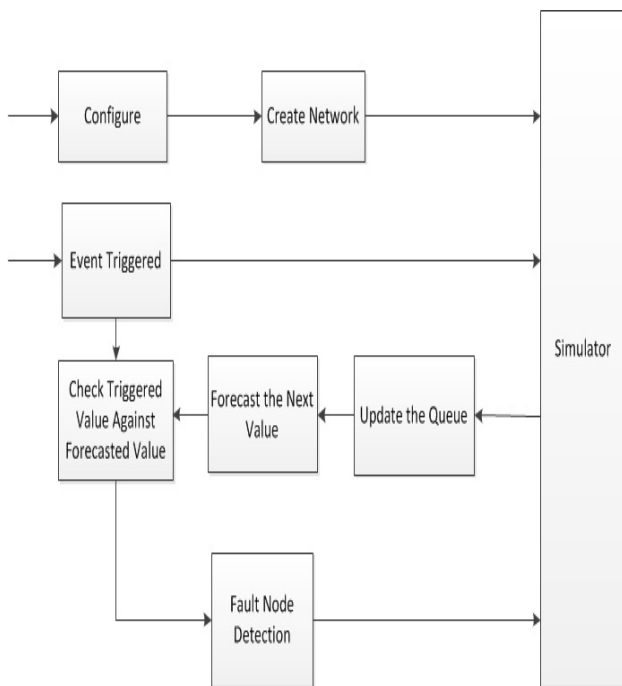 Configure
Create Network
Event Triggered
Simulator
Check Triggered
Value Against
Forecasted Value
Forecast the Next
Value
Update the Queue
Fault Node
Detection